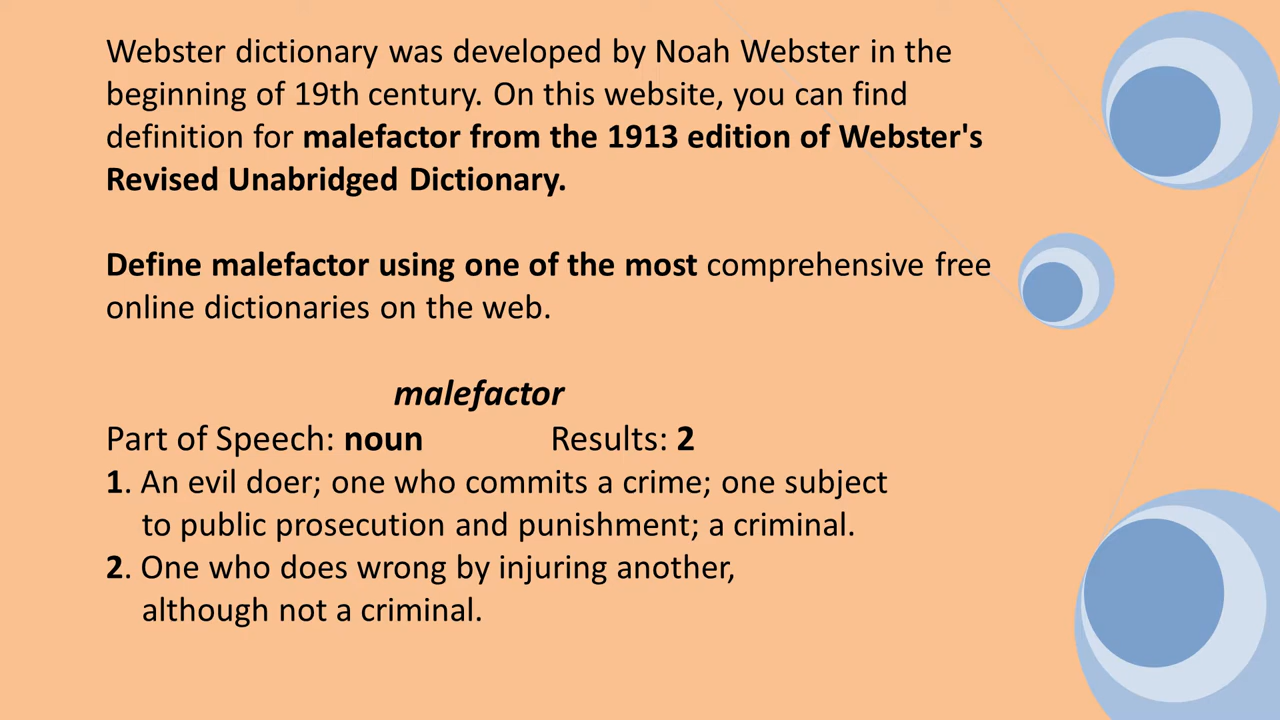 Webster dictionary was developed by Noah Webster in the
beginning of 19th century. On this website, you can find
definition for malefactor from the 1913 edition of Webster's
Revised Unabridged Dictionary.
Define malefactor using one of the most comprehensive free
online dictionaries on the web.
malefactor
Part of Speech: noun Results: 2
1. An evil doer; one who commits a crime; one subject
to public prosecution and punishment; a criminal.
2. One who does wrong by injuring another,
although not a criminal.